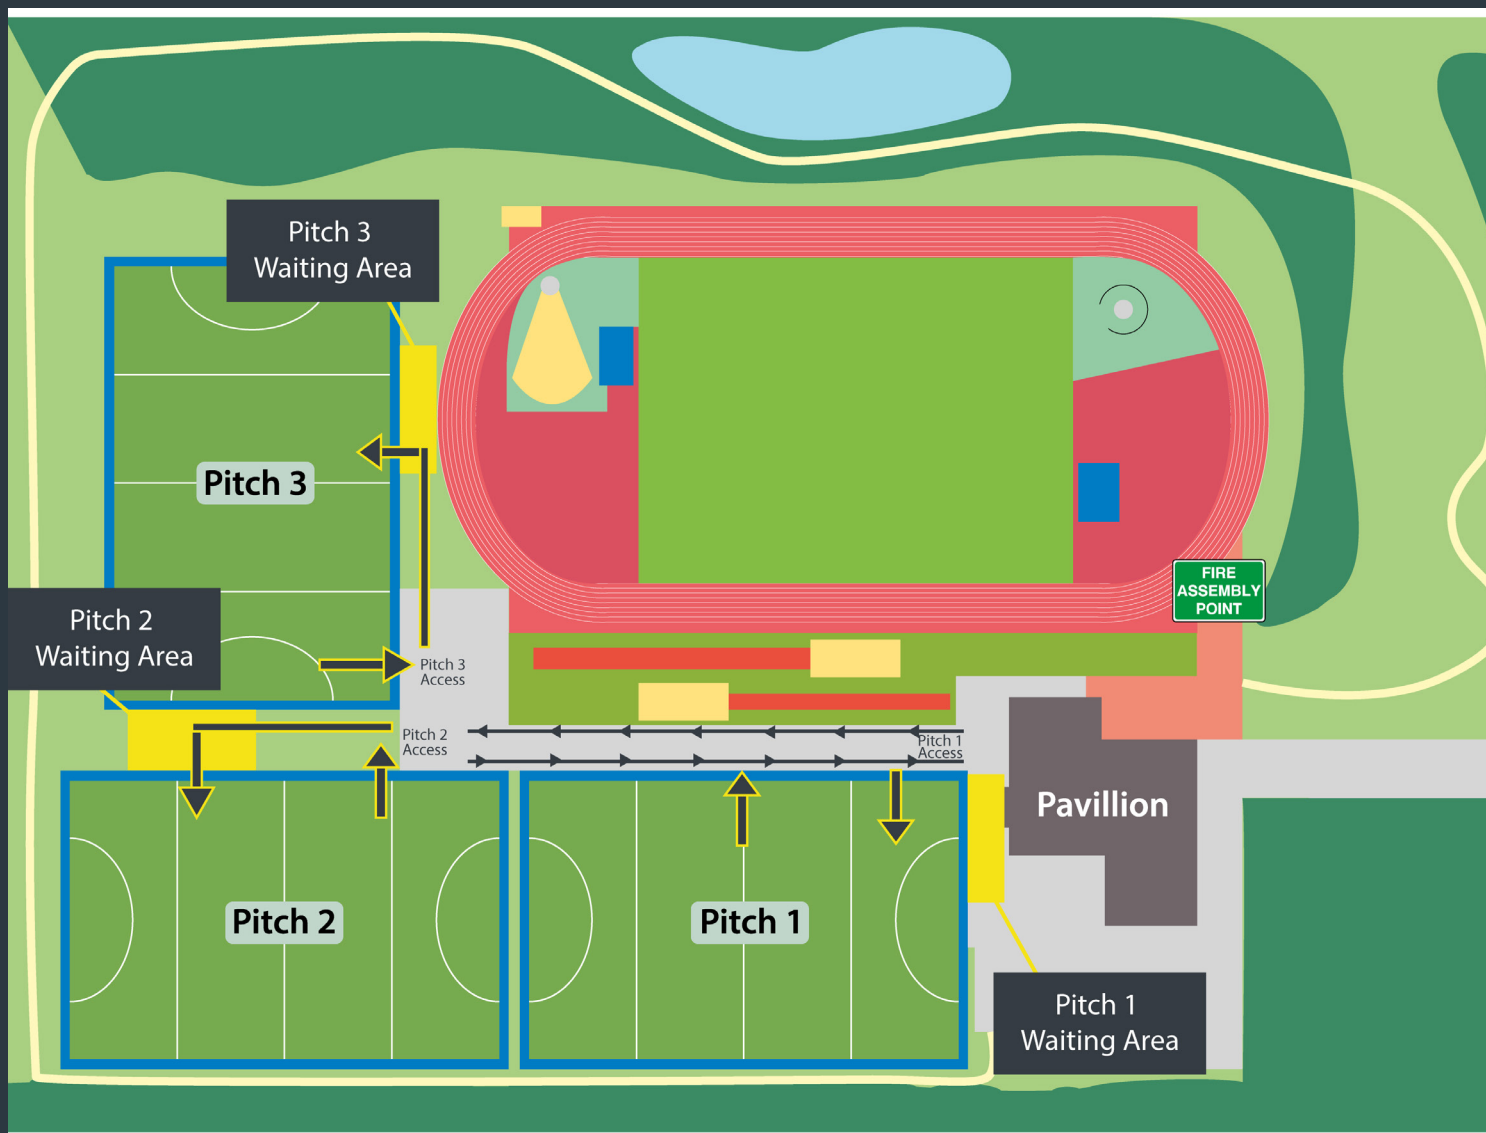 Pitch 3
Waiting Area
Pitch 3
FIRE
ASSEMBLY
POINT
Pitch 2
Waiting Area
Pitch 3
Access
Pitch 2
Access
Pitch 1
Access
Pavillion
Pitch 2
Pitch 1
Pitch 1
Waiting Area